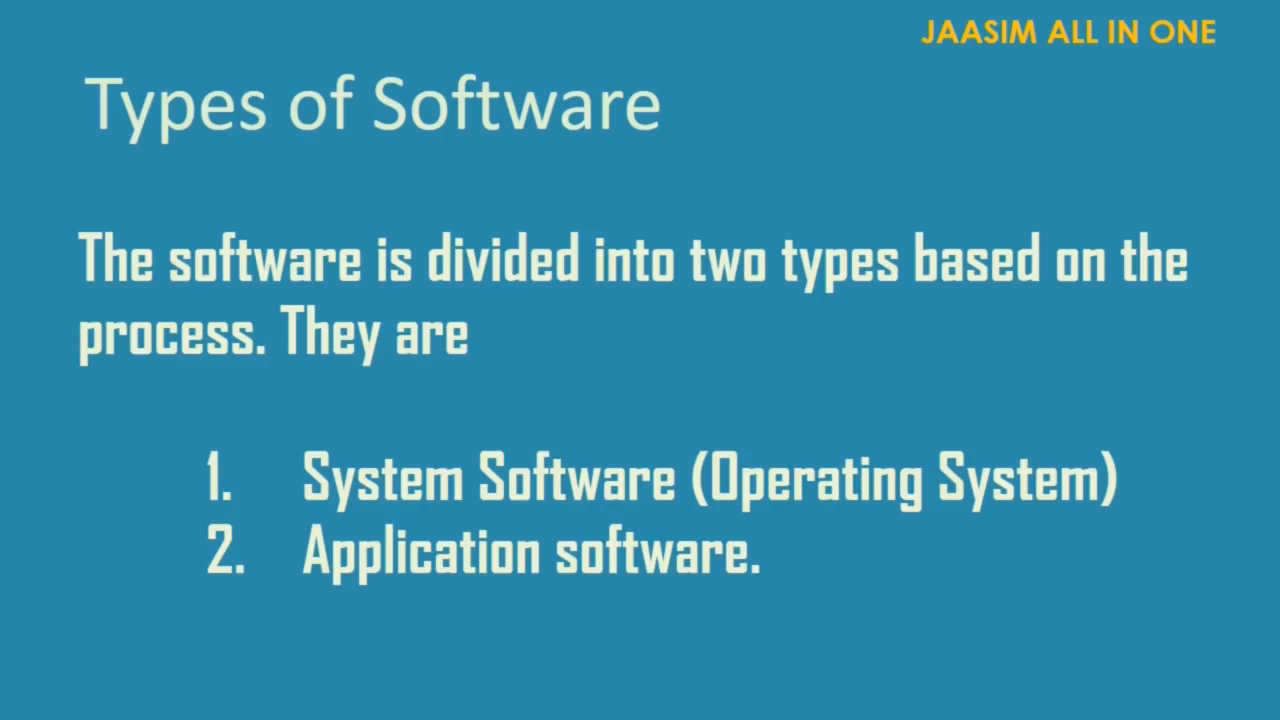 JAASIM ALL IN ONE
Types of Software
The software is divided into two types based on the
process. They are
1. System Software (Operating System)
2. Application software.